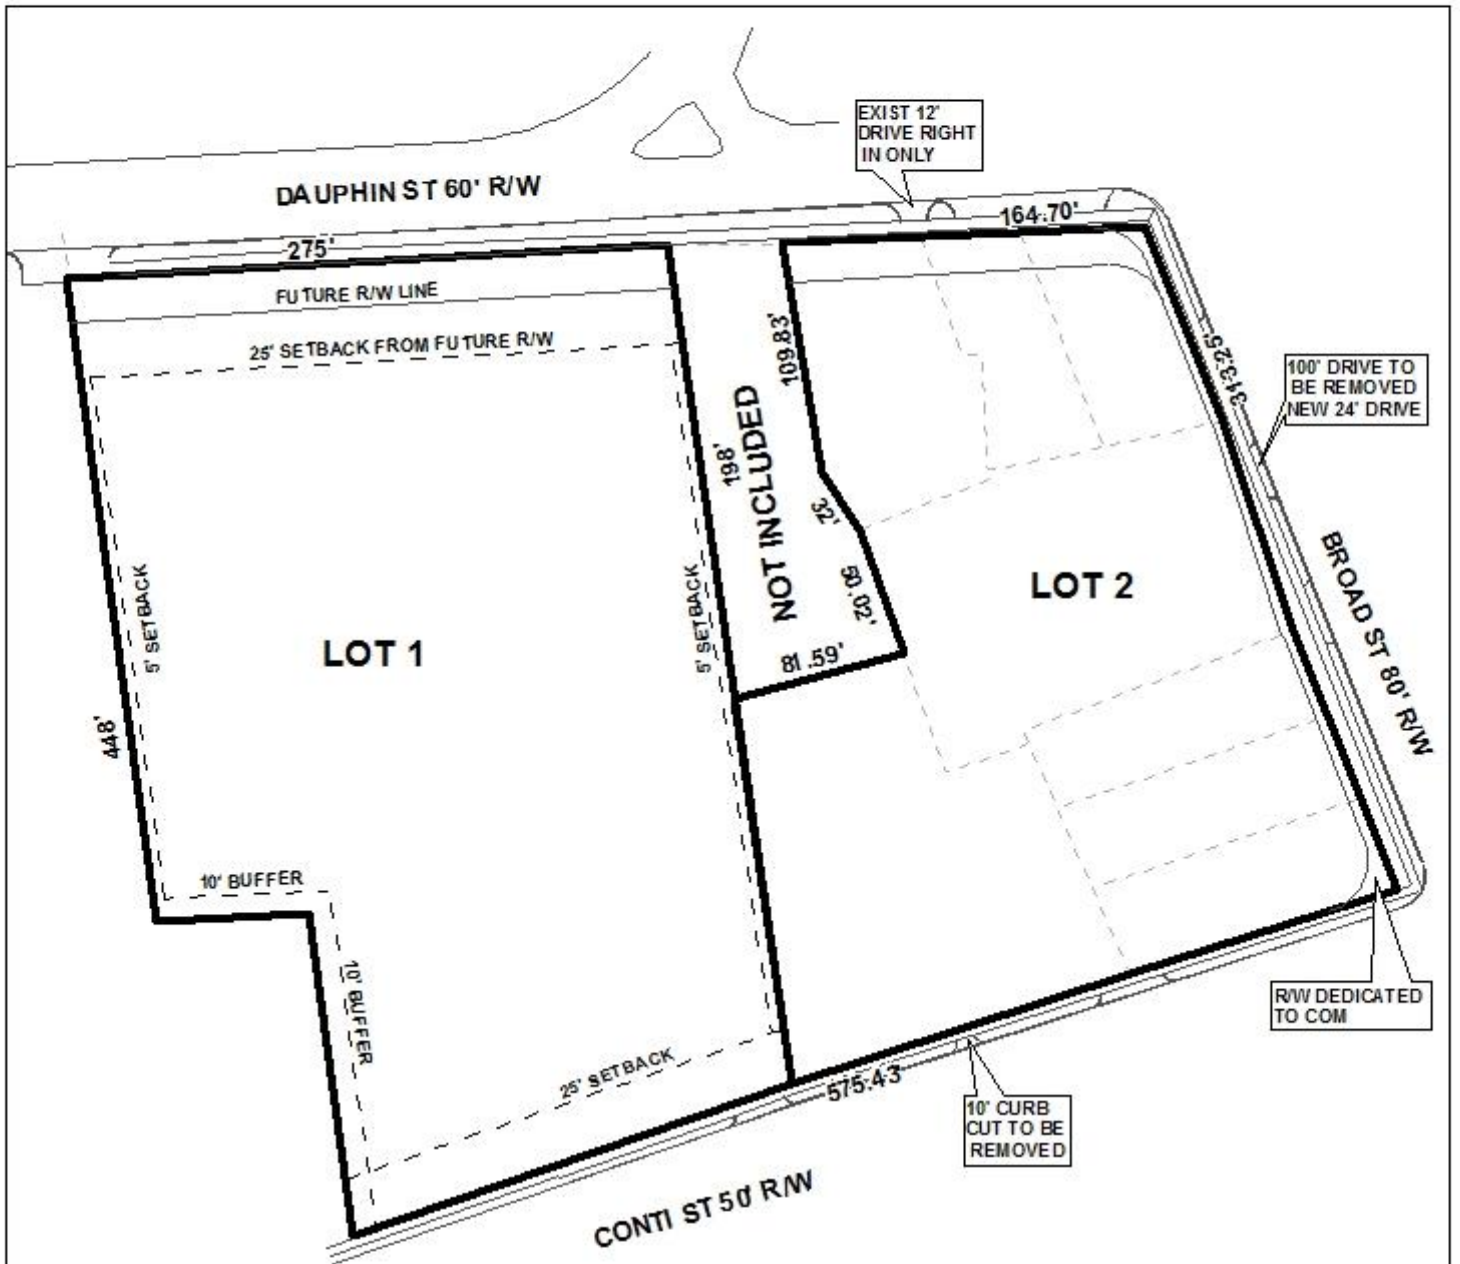 EXIST 12'
DRIVE RIGHT
IN ONLY
DAUPHIN ST 60' R/W
164.70'
275'
FUTURE R/W LINE
25' SETBACK FROM FUTURE R/W
109.83'
313.25'
100' DRIVE TO
BE REMOVED
NEW 24' DRIVE
198'
NOT INCLUDED
32'
50.02'
5' SETBACK
LOT 1
5' SETBACK
81.59'
LOT 2
BROAD ST 80' R/W
448'
10' BUFFER
10' BUFFER
R/W DEDICATED
TO COM
25' SETBACK
575.43'
10' CURB
CUT TO BE
REMOVED
CONTI ST 50' R/W